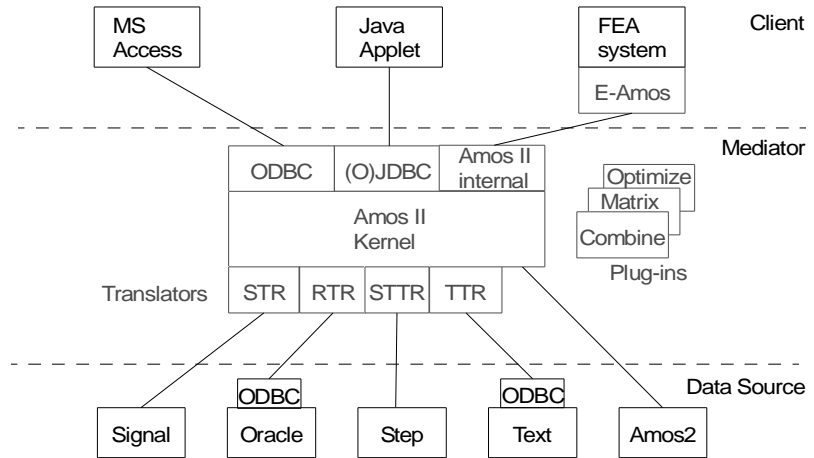 MS
Access
Java
Applet
FEA
system
Client
E-Amos
Mediator
ODBC
(O)JDBC
Amos II
internal
Optimize
Matrix
Combine
Amos II
Kernel
Plug-ins
Translators
STR
RTR
STTR
TTR
Data Source
ODBC
ODBC
Signal
Oracle
Step
Text
Amos2